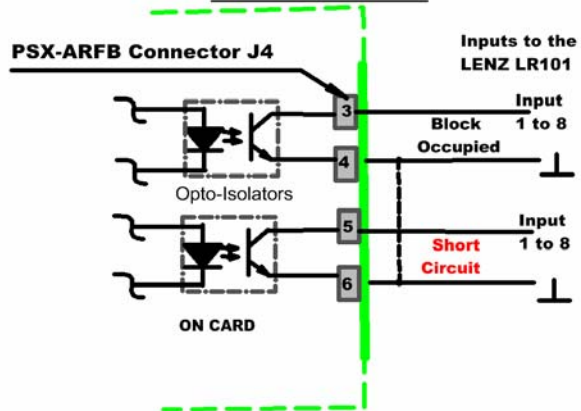 PSX-ARFB Connector J4
Inputs to the
LENZ LR101
3
Input
1 to 8
Block
Occupied
4
Opto-Isolators
5
Input
1 to 8
Short
Circuit
6
ON CARD